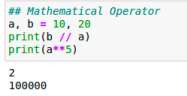 ## Mathematical Operator
a, b = 10, 20
print(b // a)
print(a**5)
2
100000